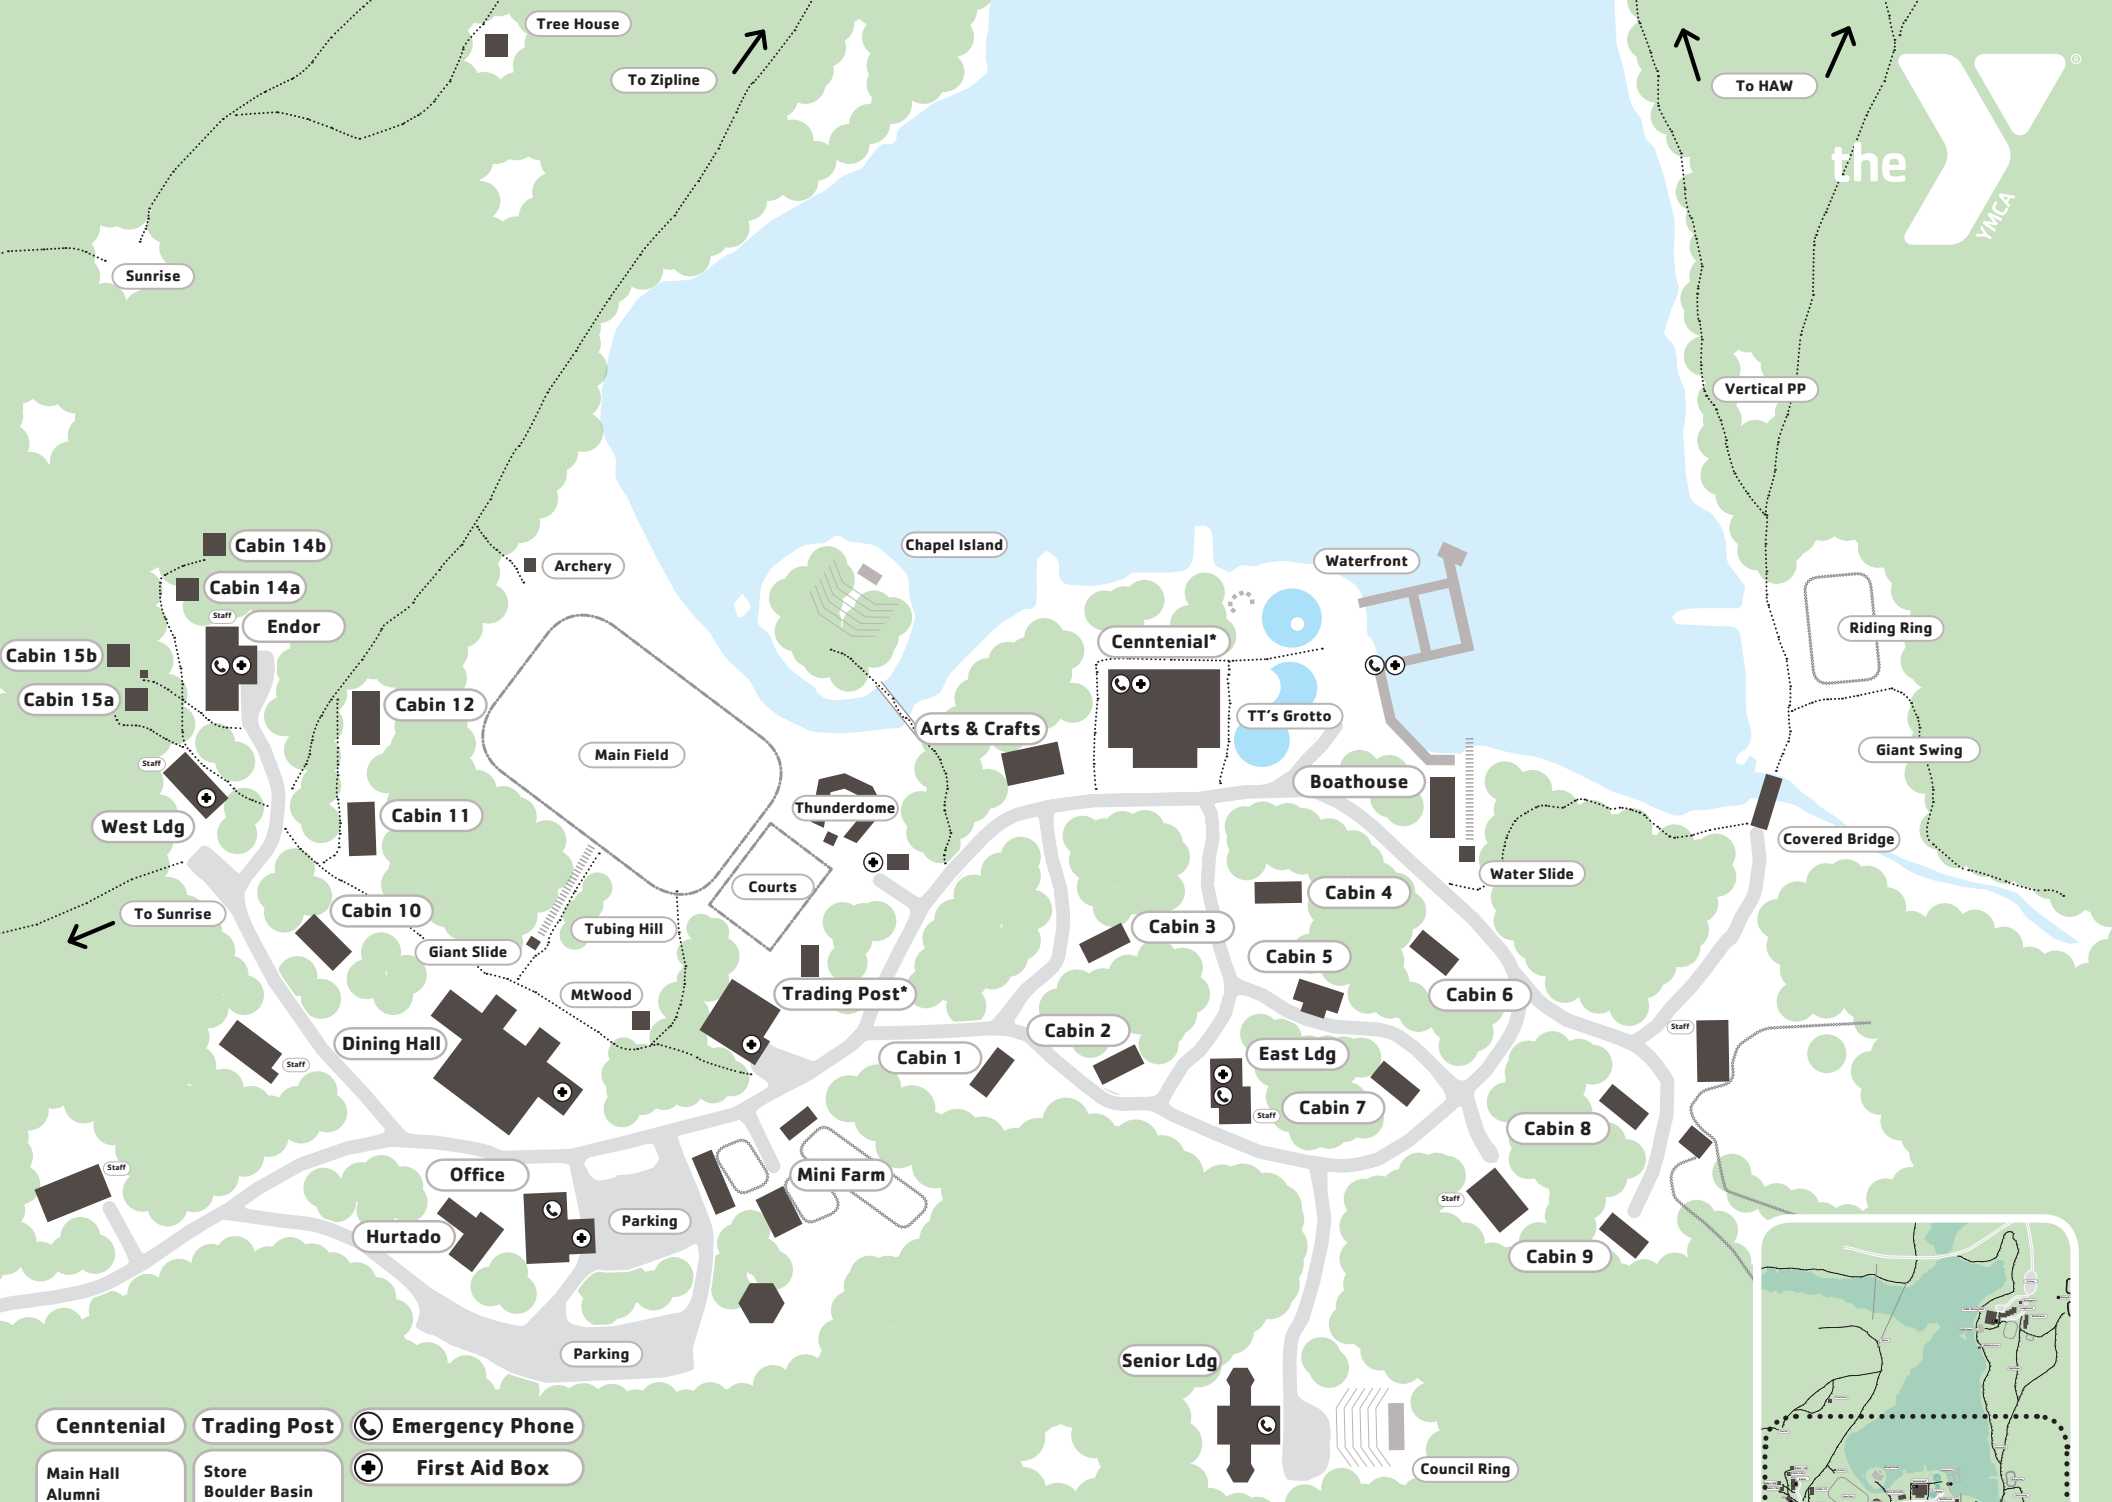 Tree House
To Zipline
To HAW
®
the
YMCA
Sunrise
Vertical PP
Cabin 14b
Archery
Chapel Island
Waterfront
Cabin 14a
Staff
Endor
Riding Ring
Cabin 15b
Cenntenial*
Cabin 15a
Cabin 12
TT's Grotto
Arts & Crafts
Main Field
Giant Swing
Staff
Boathouse
Thunderdome
Cabin 11
West Ldg
Covered Bridge
Water Slide
Courts
Cabin 4
To Sunrise
Cabin 10
Tubing Hill
Cabin 3
Giant Slide
Cabin 5
MtWood
Trading Post*
Cabin 6
Staff
Dining Hall
Cabin 2
Cabin 1
East Ldg
Staff
Cabin 7
Staff
Cabin 8
Staff
Office
Mini Farm
Staff
Parking
Hurtado
Cabin 9
Parking
Senior Ldg
Council Ring
Cenntenial
Trading Post
Emergency Phone
First Aid Box
Main Hall
Alumni
Store
Boulder Basin